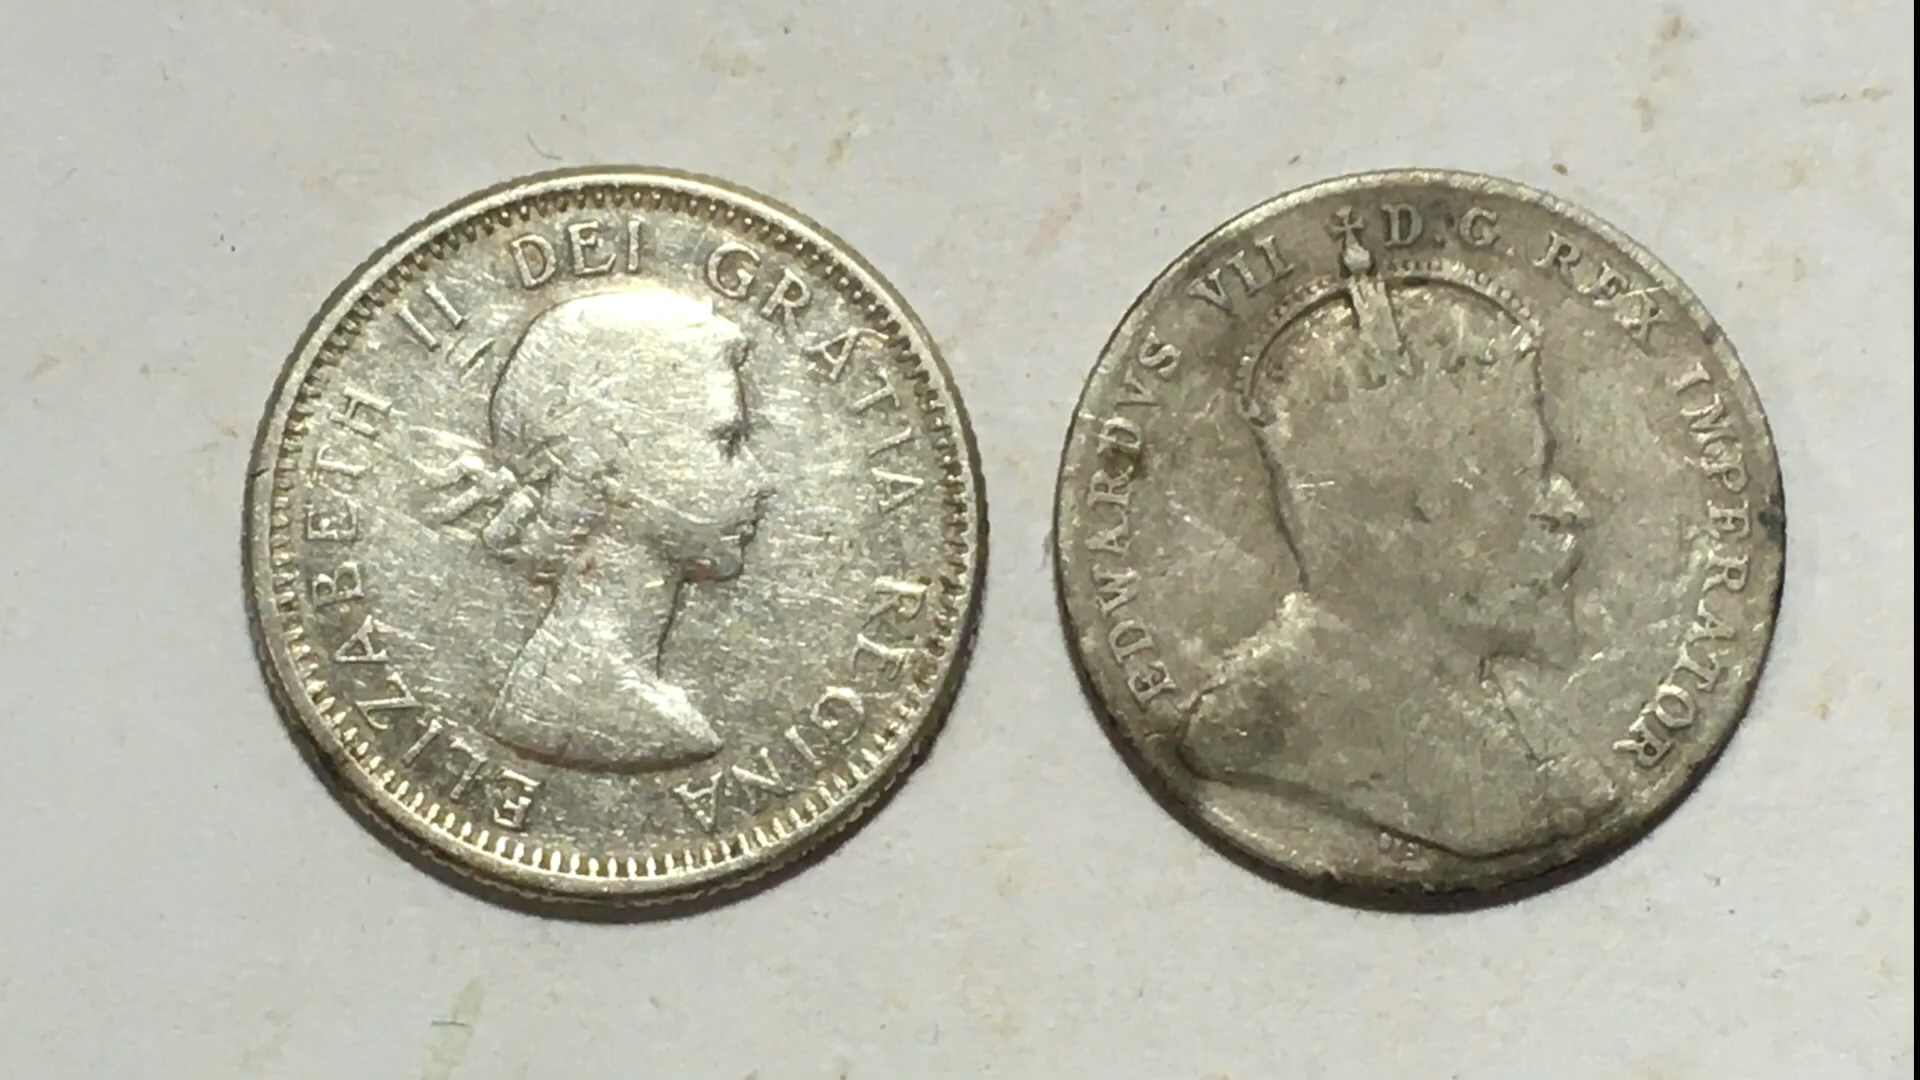 ELIZABETH II DEI GRATIA REGINA
EDWARDVS VII D.G. REX IMPERATOR